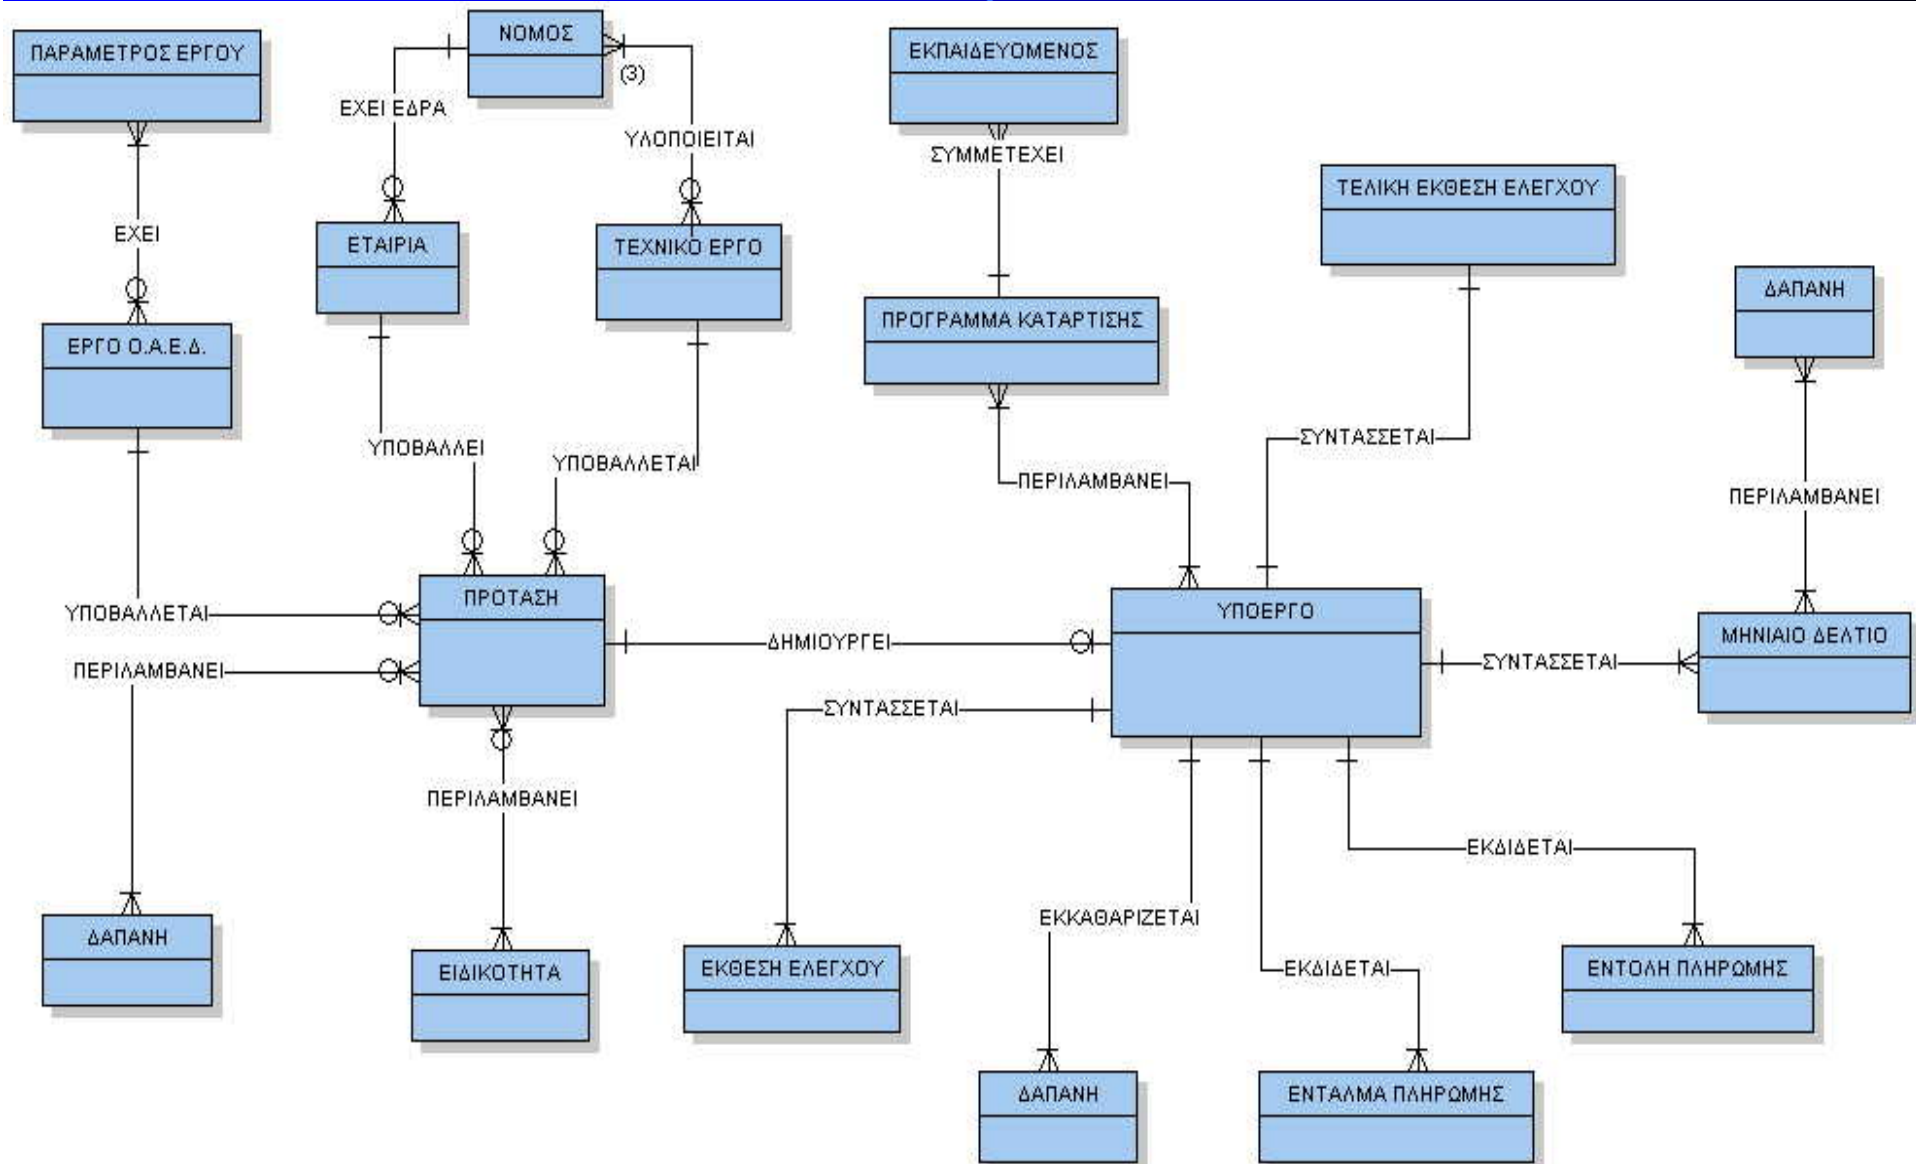 ΝΟΜΟΣ
ΠΑΡΑΜΕΤΡΟΣ ΕΡΓΟΥ
ΕΚΠΑΙΔΕΥΟΜΕΝΟΣ
(3)
ΕΧΕΙ ΕΔΡΑ
ΥΛΟΠΟΙΕΙΤΑΙ
ΣΥΜΜΕΤΕΧΕΙ
ΤΕΛΙΚΗ ΕΚΘΕΣΗ ΕΛΕΓΧΟΥ
ΕΧΕΙ
ΕΤΑΙΡΙΑ
ΤΕΧΝΙΚΟ ΕΡΓΟ
ΔΑΠΑΝΗ
ΠΡΟΓΡΑΜΜΑ ΚΑΤΑΡΤΙΣΗΣ
ΕΡΓΟ Ο.Α.Ε.Δ.
ΥΠΟΒΑΛΛΕΙ
ΥΠΟΒΑΛΛΕΤΑΙ
ΣΥΝΤΑΣΣΕΤΑΙ
ΠΕΡΙΛΑΜΒΑΝΕΙ
ΠΕΡΙΛΑΜΒΑΝΕΙ
ΠΡΟΤΑΣΗ
ΥΠΟΕΡΓΟ
ΥΠΟΒΑΛΛΕΤΑΙ
ΔΗΜΙΟΥΡΓΕΙ
ΜΗΝΙΑΙΟ ΔΕΛΤΙΟ
ΠΕΡΙΛΑΜΒΑΝΕΙ
ΣΥΝΤΑΣΣΕΤΑΙ
ΣΥΝΤΑΣΣΕΤΑΙ
ΠΕΡΙΛΑΜΒΑΝΕΙ
ΕΚΔΙΔΕΤΑΙ
ΕΚΚΑΘΑΡΙΖΕΤΑΙ
ΔΑΠΑΝΗ
ΕΙΔΙΚΟΤΗΤΑ
ΕΚΘΕΣΗ ΕΛΕΓΧΟΥ
ΕΚΔΙΔΕΤΑΙ
ΕΝΤΟΛΗ ΠΛΗΡΩΜΗΣ
ΔΑΠΑΝΗ
ΕΝΤΑΛΜΑ ΠΛΗΡΩΜΗΣ